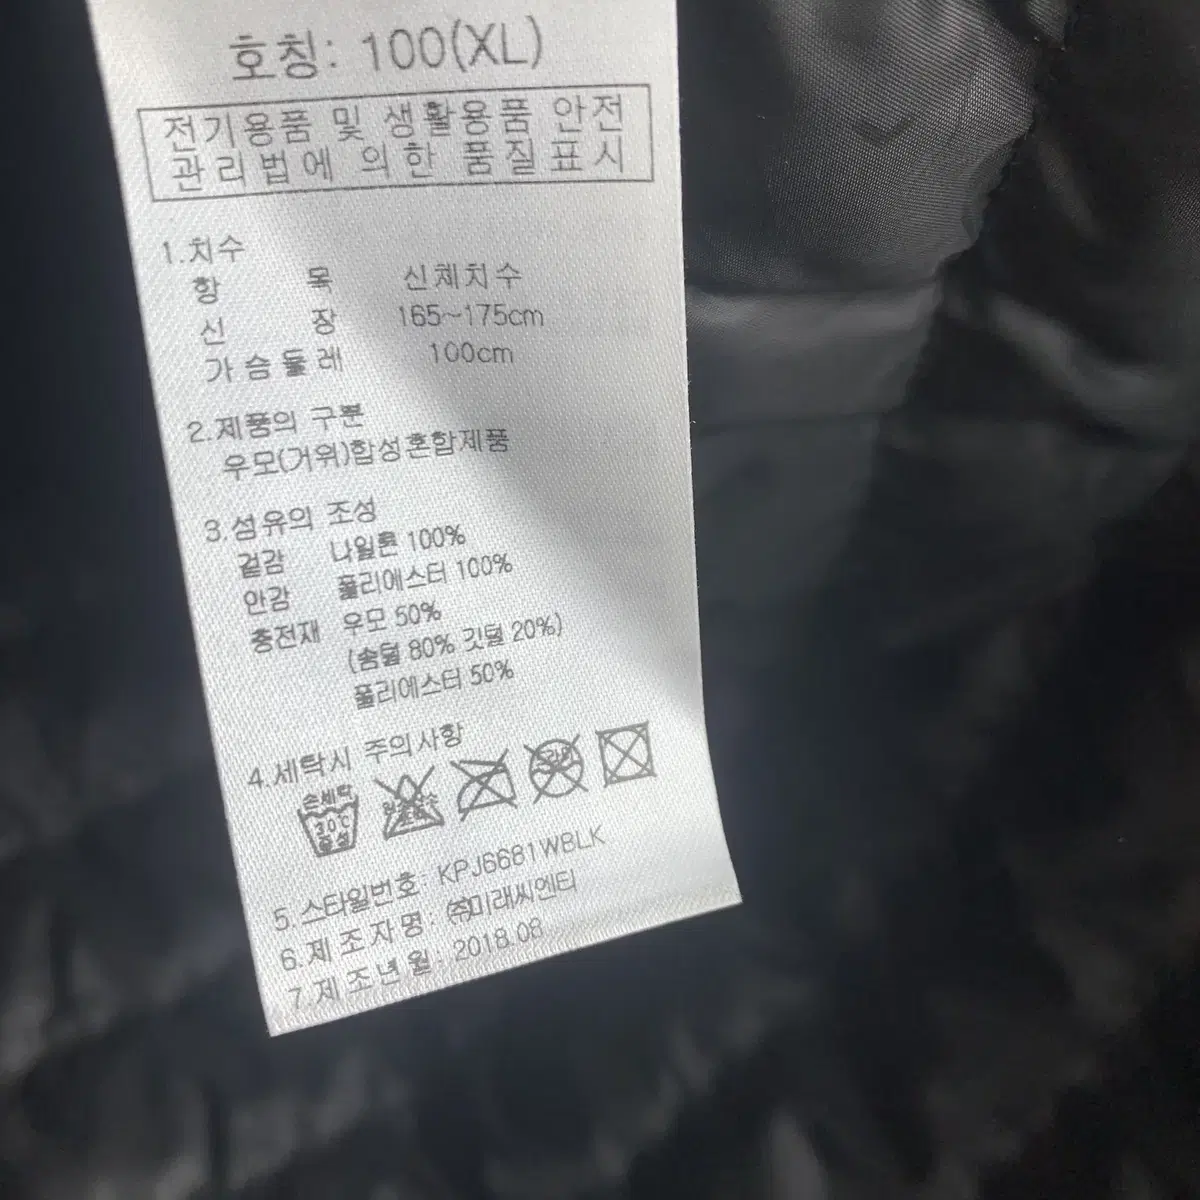 호칭: 100(XL)
전기용품 및 생활용품 안전
관리법에 의한 품질표시
1.치수
항 목 신체치수
신 장 165~175cm
가슴둘레 100cm
2.제품의 구분
우모(거위)합성혼합제품
3.섬유의 조성
겉감 나일론 100%
안감 폴리에스터 100%
충전재 우모 50%
(솜털 80% 깃털 20%)
폴리에스터 50%
4.세탁시 주의사항
손세탁
30℃
중성
드라이
5.스타일번호: KPJ6681WBLK
6.제조자명: ㈜미래씨엔티
7.제조년월: 2018.08